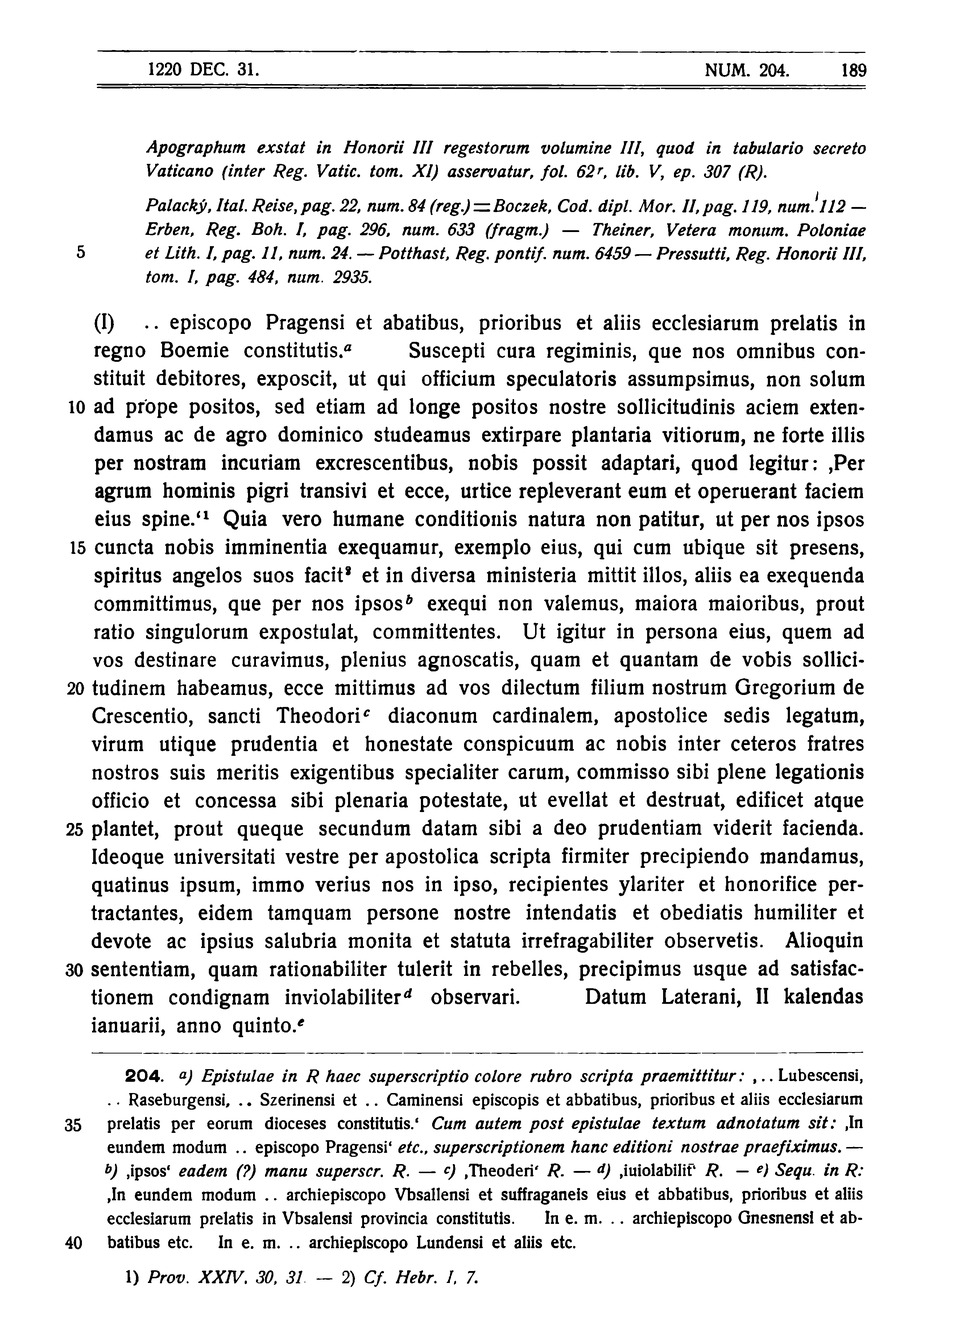 1220 DEC. 31. NUM. 204. 189
Apographum exstat in Honorii III regestorum volumine III, quod in tabulario secreto
Vaticano (inter Reg. Vatic. tom. XI) asservatur, fol. 62r, lib. V, ep. 307 (R).
Palacký, Ital. Reise, pag. 22, num. 84 (reg.) = Boczek, Cod. dipl. Mor. II, pag. 119, num. 112 —
Erben, Reg. Boh. I, pag. 296, num. 633 (fragm.) — Theiner, Vetera monum. Poloniae
5 et Lith. I, pag. 11, num. 24. — Potthast, Reg. pontif. num. 6459 — Pressutti, Reg. Honorii III,
tom. I, pag. 484, num. 2935.
(I) .. episcopo Pragensi et abatibus, prioribus et aliis ecclesiarum prelatis in
regno Boemie constitutis.a Suscepti cura regiminis, que nos omnibus con-
stituit debitores, exposcit, ut qui officium speculatoris assumpsimus, non solum
10 ad prope positos, sed etiam ad longe positos nostre sollicitudinis aciem exten-
damus ac de agro dominico studeamus extirpare plantaria vitiorum, ne forte illis
per nostram incuriam excrescentibus, nobis possit adaptari, quod legitur: ‚Per
agrum hominis pigri transivi et ecce, urtice repleverant eum et operuerant faciem
eius spine.‘1 Quia vero humane conditionis natura non patitur, ut per nos ipsos
15 cuncta nobis imminentia exequamur, exemplo eius, qui cum ubique sit presens,
spiritus angelos suos facit2 et in diversa ministeria mittit illos, aliis ea exequenda
committimus, que per nos ipsosb exequi non valemus, maiora maioribus, prout
ratio singulorum expostulat, committentes. Ut igitur in persona eius, quem ad
vos destinare curavimus, plenius agnoscatis, quam et quantam de vobis sollici-
20 tudinem habeamus, ecce mittimus ad vos dilectum filium nostrum Gregorium de
Crescentio, sancti Theodoric diaconum cardinalem, apostolice sedis legatum,
virum utique prudentia et honestate conspicuum ac nobis inter ceteros fratres
nostros suis meritis exigentibus specialiter carum, commisso sibi plene legationis
officio et concessa sibi plenaria potestate, ut evellat et destruat, edificet atque
25 plantet, prout queque secundum datam sibi a deo prudentiam viderit facienda.
Ideoque universitati vestre per apostolica scripta firmiter precipiendo mandamus,
quatinus ipsum, immo verius nos in ipso, recipientes ylariter et honorifice per-
tractantes, eidem tamquam persone nostre intendatis et obediatis humiliter et
devote ac ipsius salubria monita et statuta irrefragabiliter observetis. Alioquin
30 sententiam, quam rationabiliter tulerit in rebelles, precipimus usque ad satisfac-
tionem condignam inviolabiliterd observari. Datum Laterani, II kalendas
ianuarii, anno quinto.e
204. a) Epistulae in R haec superscriptio colore rubro scripta praemittitur: ‚.. Lubescensi,
.. Raseburgensi, .. Szerinensi et .. Caminensi episcopis et abbatibus, prioribus et aliis ecclesiarum
35 prelatis per eorum dioceses constitutis.‘ Cum autem post epistulae textum adnotatum sit: ‚In
eundem modum .. episcopo Pragensi‘ etc., superscriptionem hanc editioni nostrae praefiximus. —
b) ‚ipsos‘ eadem (?) manu superscr. R. — c) ‚Theoderi‘ R. — d) ‚iuiolabilit‘ R. — e) Sequ. in R:
‚In eundem modum .. archiepiscopo Vbsallensi et suffraganeis eius et abbatibus, prioribus et aliis
ecclesiarum prelatis in Vbsalensi provincia constitutis. In e. m. .. archiepiscopo Gnesnensi et ab-
40 batibus etc. In e. m. .. archiepiscopo Lundensi et aliis etc.
1) Prov. XXIV, 30, 31 — 2) Cf. Hebr. I, 7.